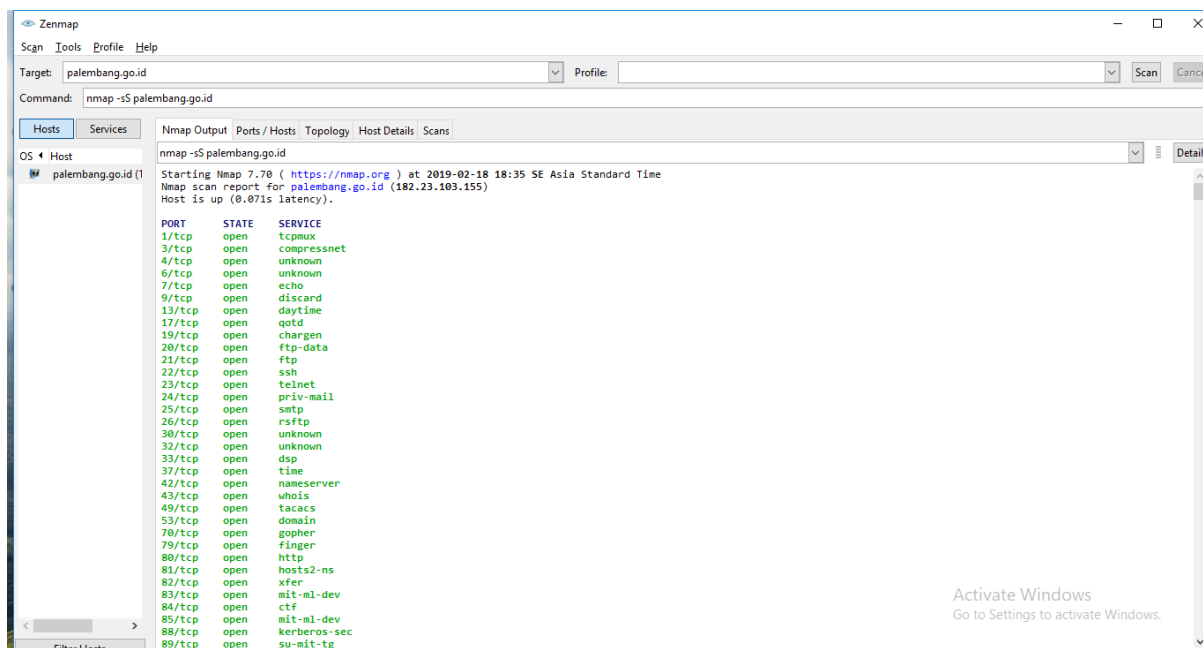 Zenmap
Scan Tools Profile Help
Target: palembang.go.id Profile: Scan Cance
Command: nmap -sS palembang.go.id
Hosts Services Nmap Output Ports / Hosts Topology Host Details Scans
OS Host nmap -sS palembang.go.id Detail
palembang.go.id (1
Starting Nmap 7.70 ( https://nmap.org ) at 2019-02-18 18:35 SE Asia Standard Time
Nmap scan report for palembang.go.id (182.23.103.155)
Host is up (0.071s latency).
PORT STATE SERVICE
1/tcp open tcpmux
3/tcp open compressnet
4/tcp open unknown
6/tcp open unknown
7/tcp open echo
9/tcp open discard
13/tcp open daytime
17/tcp open qotd
19/tcp open chargen
20/tcp open ftp-data
21/tcp open ftp
22/tcp open ssh
23/tcp open telnet
24/tcp open priv-mail
25/tcp open smtp
26/tcp open rsftp
30/tcp open unknown
32/tcp open unknown
33/tcp open dsp
37/tcp open time
42/tcp open nameserver
43/tcp open whois
49/tcp open tacacs
53/tcp open domain
70/tcp open gopher
79/tcp open finger
80/tcp open http
81/tcp open hosts2-ns
82/tcp open xfer
83/tcp open mit-ml-dev
84/tcp open ctf
85/tcp open mit-ml-dev
88/tcp open kerberos-sec
89/tcp open su-mit-tg
Filter Hosts
Activate Windows
Go to Settings to activate Windows.